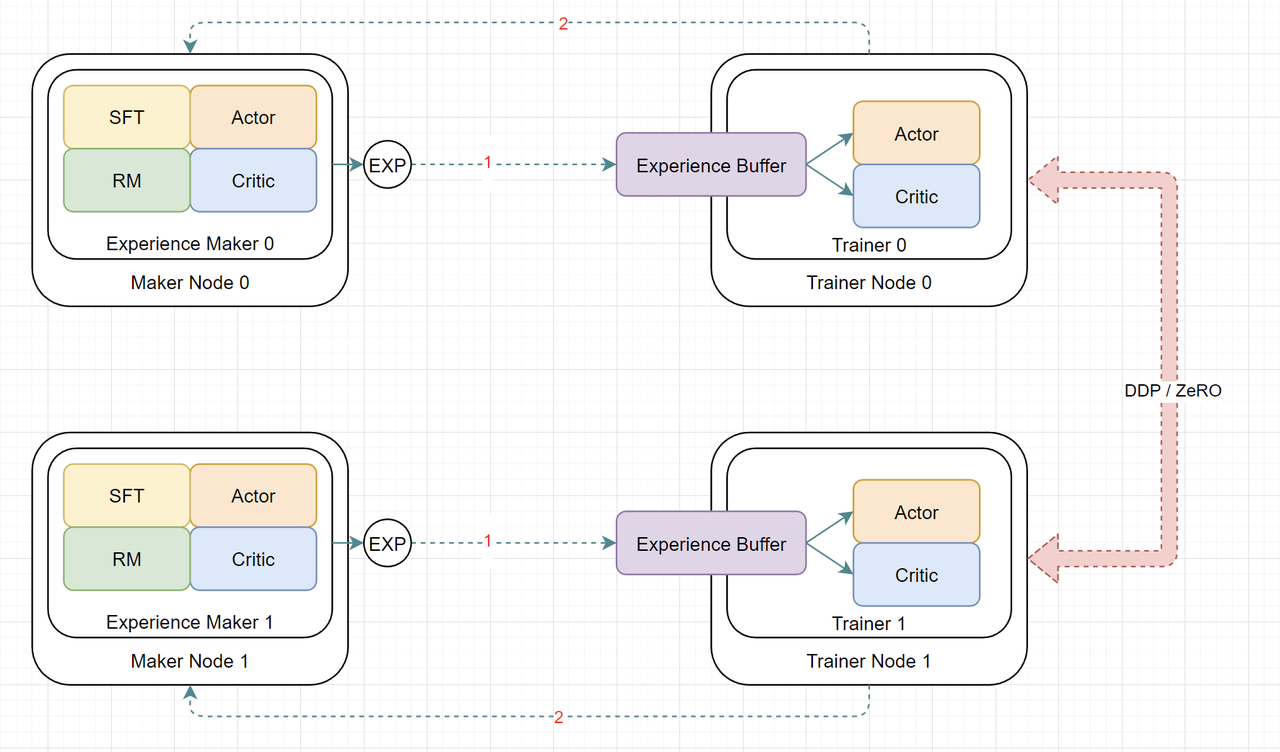 2
SFT
Actor
RM
Critic
Experience Maker 0
Maker Node 0
EXP
1
Experience Buffer
Actor
Critic
Trainer 0
Trainer Node 0
DDP / ZeRO
SFT
Actor
RM
Critic
Experience Maker 1
Maker Node 1
EXP
1
Experience Buffer
Actor
Critic
Trainer 1
Trainer Node 1
2